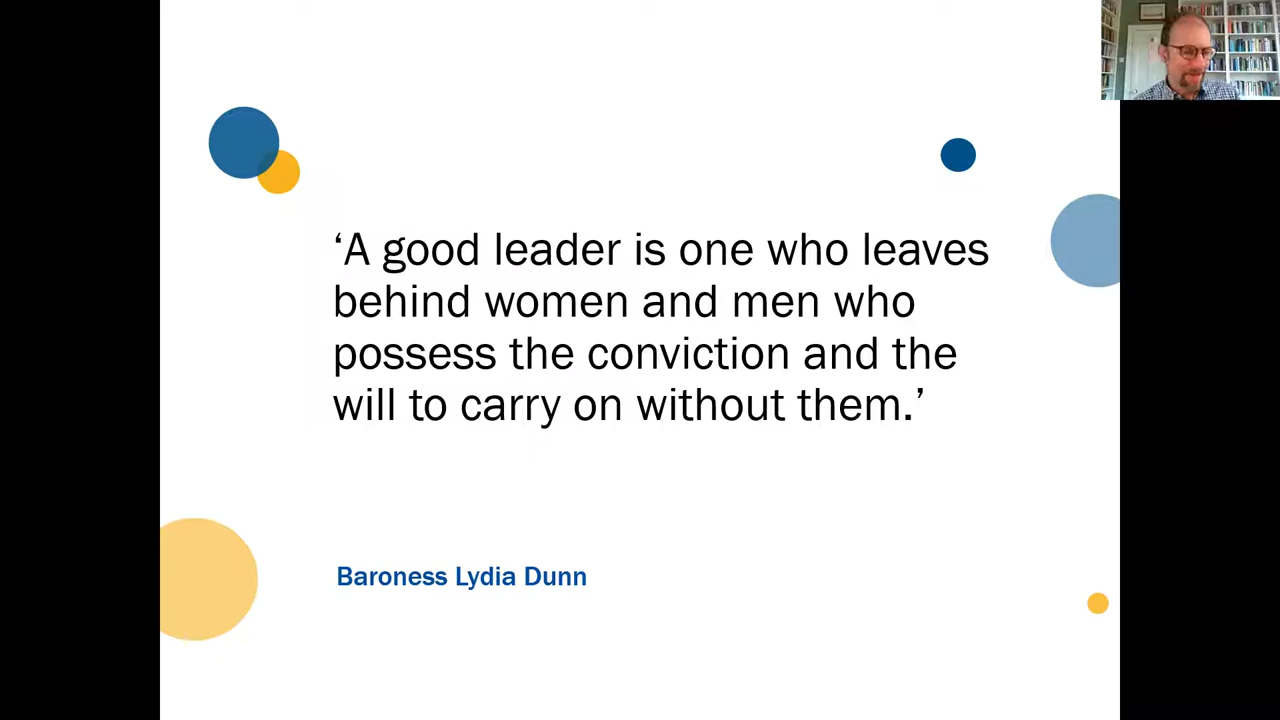 ‘A good leader is one who leaves
behind women and men who
possess the conviction and the
will to carry on without them.’
Baroness Lydia Dunn